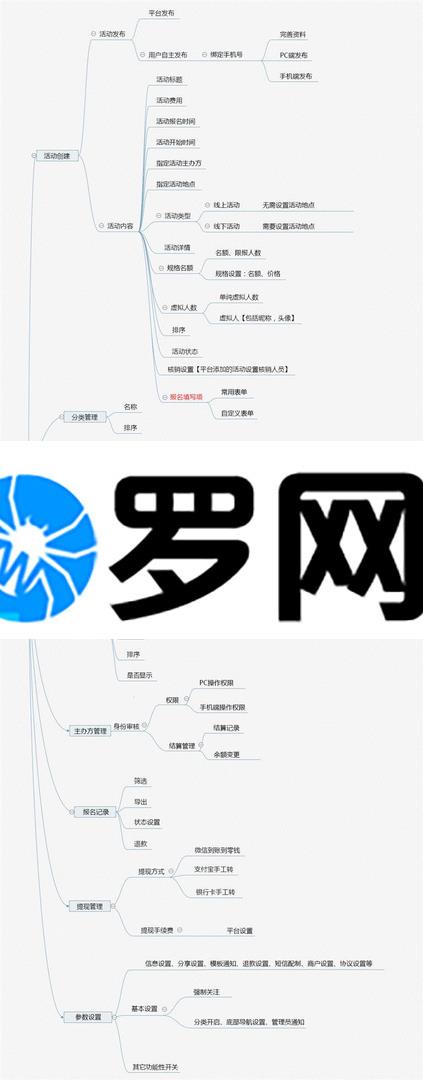 平台发布
活动发布
用户自主发布
绑定手机号
完善资料
PC端发布
手机端发布
活动创建
活动内容
活动标题
活动费用
活动报名时间
活动开始时间
指定活动主办方
指定活动地点
活动类型
线上活动 无需设置活动地点
线下活动 需要设置活动地点
活动详情
规格名额
名额、限报人数
规格设置：名额、价格
虚拟人数
单纯虚拟人数
虚拟人【包括昵称，头像】
排序
活动状态
核销设置【平台添加的活动设置核销人员】
报名填写项
常用表单
自定义表单
分类管理
名称
排序
罗网
排序
是否显示
主办方管理
身份审核
权限
PC操作权限
手机端操作权限
结算管理
结算记录
余额变更
报名记录
筛选
导出
状态设置
退款
提现管理
提现方式
微信到账到零钱
支付宝手工转
银行卡手工转
提现手续费
平台设置
参数设置
信息设置、分享设置、模板通知、退款设置、短信配制、商户设置、协议设置等
基本设置
强制关注
分类开启、底部导航设置、管理员通知
其它功能性开关